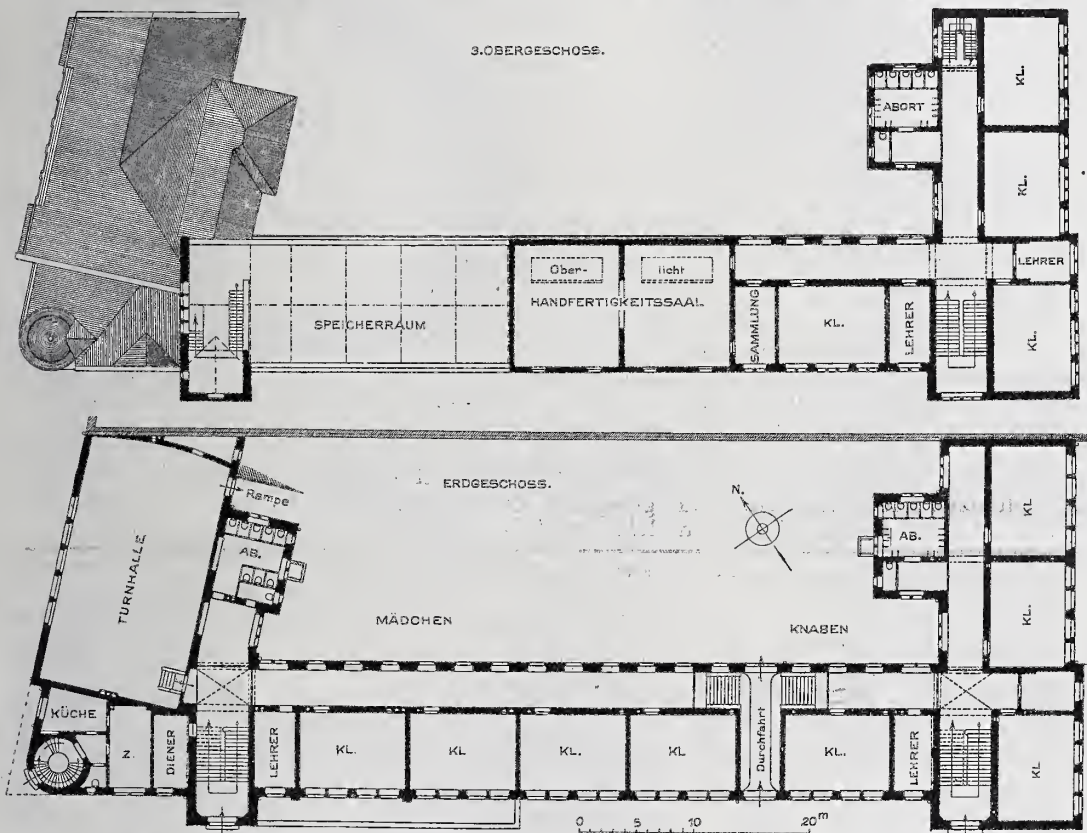 3.OBERGESCHOSS.
KL.
ABORT
KL.
LEHRER
Ober-
licht
HANDFERTIGKEITSSAAL
SPEICHERRAUM
SAMMLUNG
KL.
LEHRER
KL.
ERDGESCHOSS.
N.
Rampe
KL
AB.
AB.
TURNHALLE
KL.
MÄDCHEN
KNABEN
KÜCHE
Z.
DIENER
LEHRER
KL.
KL
KL.
KL
Durchfahrt
KL.
LEHRER
KL
0 5 10 20 m